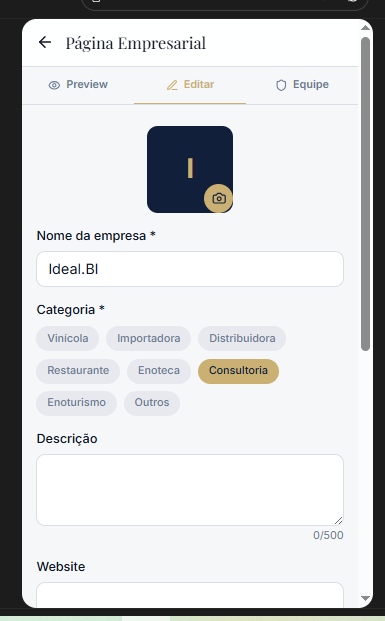 Página Empresarial
Preview Editar Equipe
I
Nome da empresa *
Ideal.BI
Categoria *
Vinícola Importadora Distribuidora
Restaurante Enoteca Consultoria
Enoturismo Outros
Descrição
0/500
Website